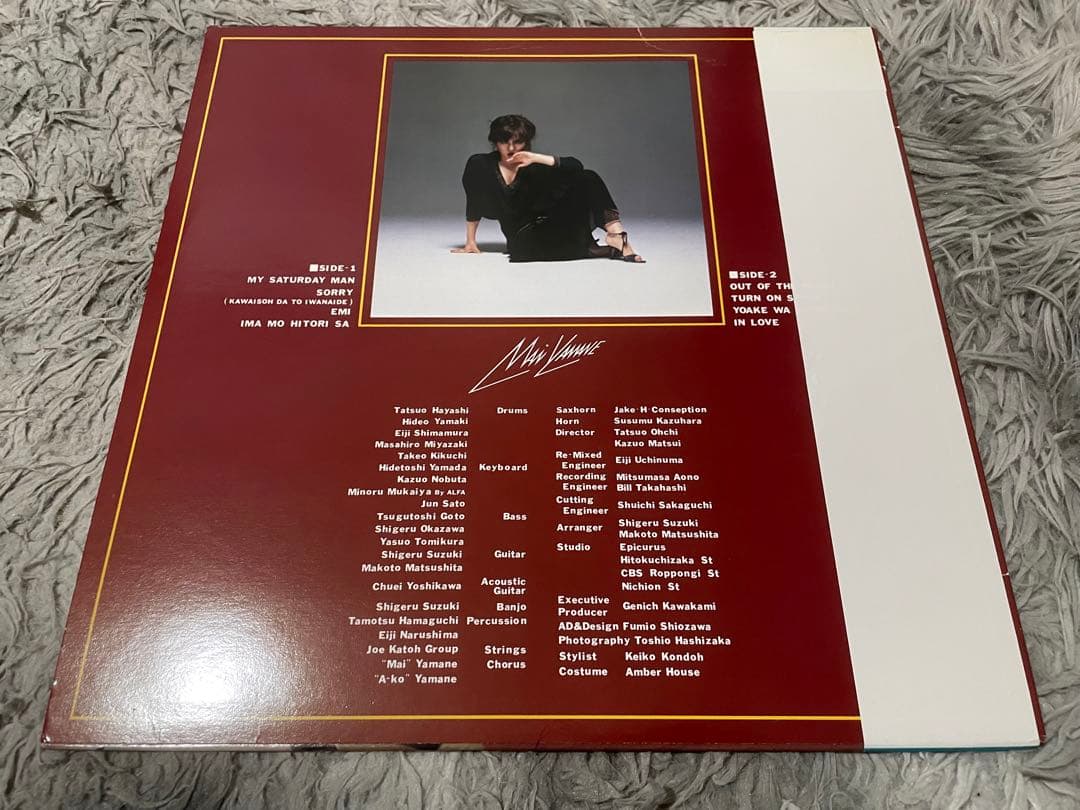 ■SIDE-1
MY SATURDAY MAN
SORRY
(KAWAISOH DA TO IWANAIDE)
EMI
IMA MO HITORI SA
■SIDE-2
OUT OF TH
TURN ON S
YOAKE WA
IN LOVE
Mai Yamane
Tatsuo Hayashi Drums
Hideo Yamaki
Eiji Shimamura
Masahiro Miyazaki
Takeo Kikuchi
Hidetoshi Yamada Keyboard
Kazuo Nobuta
Minoru Mukaiya By ALFA
Jun Sato
Tsugutoshi Goto Bass
Shigeru Okazawa
Yasuo Tomikura
Shigeru Suzuki Guitar
Makoto Matsushita
Chuei Yoshikawa Acoustic Guitar
Shigeru Suzuki Banjo
Tamotsu Hamaguchi Percussion
Eiji Narushima
Joe Katoh Group Strings
"Mai" Yamane Chorus
"A-ko" Yamane
Saxhorn Jake·H·Conseption
Horn Susumu Kazuhara
Director Tatsuo Ohchi
Kazuo Matsui
Re-Mixed Engineer Eiji Uchinuma
Recording Engineer Mitsumasa Aono
Bill Takahashi
Cutting Engineer Shuichi Sakaguchi
Arranger Shigeru Suzuki
Makoto Matsushita
Studio Epicurus
Hitokuchizaka St
CBS Roppongi St
Nichion St
Executive Producer Genich Kawakami
AD&Design Fumio Shiozawa
Photography Toshio Hashizaka
Stylist Keiko Kondoh
Costume Amber House